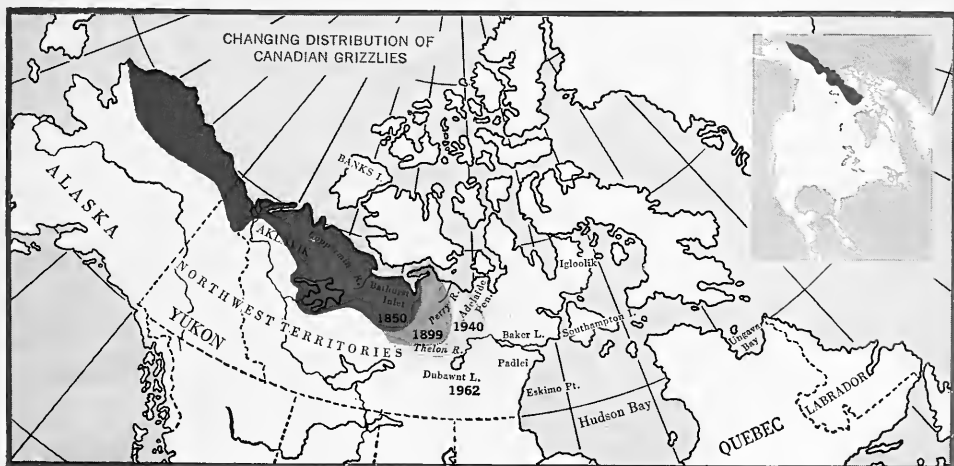 CHANGING DISTRIBUTION OF
CANADIAN GRIZZLIES
BANKS I.
ALASKA
AKLAVIK
Coppermine R.
Igloolik
NORTHWEST TERRITORIES
YUKON
Bathurst
Inlet
1850
Perry R.
1899
Adelaide
Pen.
1940
Thelon R.
Baker L.
Southampton I.
Ungava
Bay
Padlei
Dubawnt L.
1962
Eskimo Pt.
Hudson Bay
QUEBEC
LABRADOR